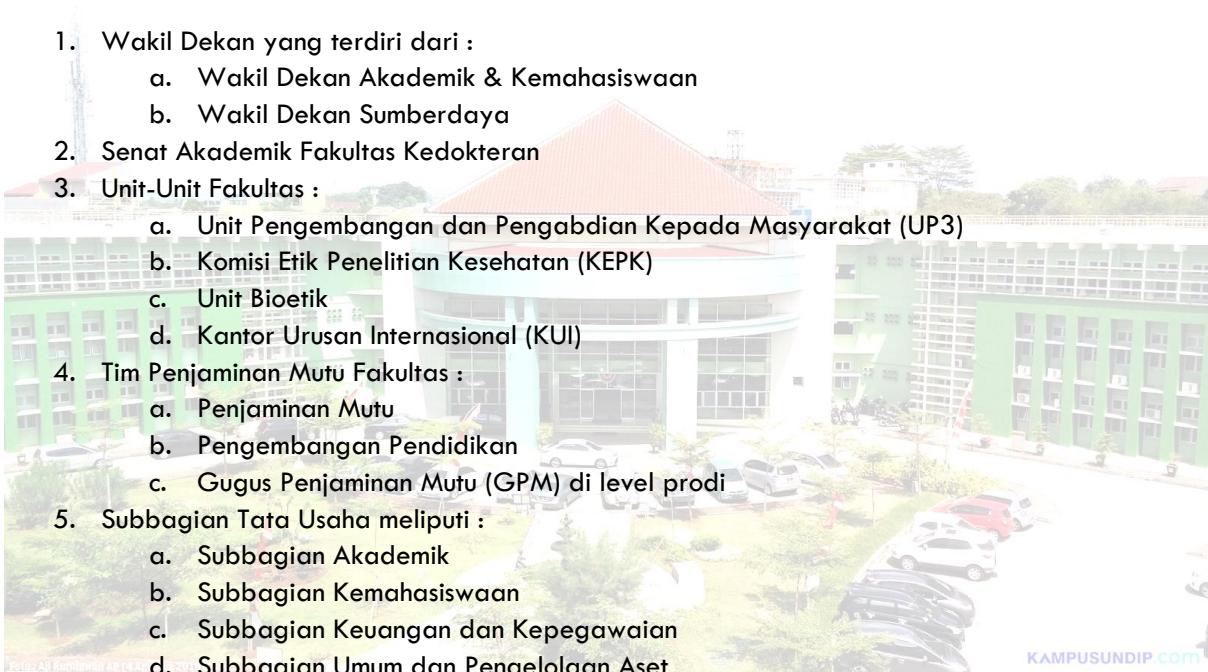 1. Wakil Dekan yang terdiri dari :
a. Wakil Dekan Akademik & Kemahasiswaan
b. Wakil Dekan Sumberdaya
2. Senat Akademik Fakultas Kedokteran
3. Unit-Unit Fakultas :
a. Unit Pengembangan dan Pengabdian Kepada Masyarakat (UP3)
b. Komisi Etik Penelitian Kesehatan (KEPK)
c. Unit Bioetik
d. Kantor Urusan Internasional (KUI)
4. Tim Penjaminan Mutu Fakultas :
a. Penjaminan Mutu
b. Pengembangan Pendidikan
c. Gugus Penjaminan Mutu (GPM) di level prodi
5. Subbagian Tata Usaha meliputi :
a. Subbagian Akademik
b. Subbagian Kemahasiswaan
c. Subbagian Keuangan dan Kepegawaian
d. Subbagian Umum dan Pengelolaan Aset
KAMPUSUNDIP.com